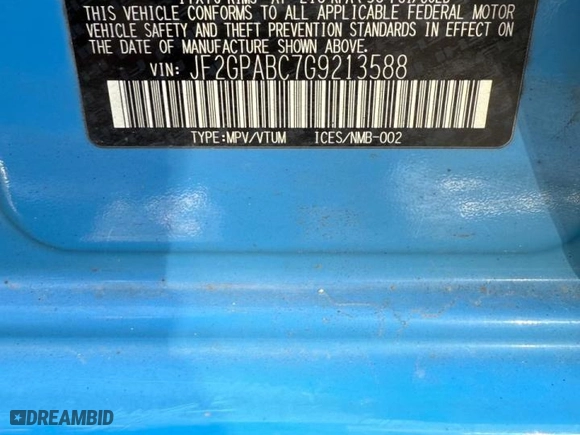 THIS VEHICLE CONFORMS TO ALL APPLICABLE FEDERAL MOTOR
VEHICLE SAFETY AND THEFT PREVENTION STANDARDS IN EFFECT ON
THE DATE OF MANUFACTURE SHOWN ABOVE.
VIN: JF2GPABC7G9213588
TYPE:MPV/VTUM ICES/NMB-002
DREAMBID